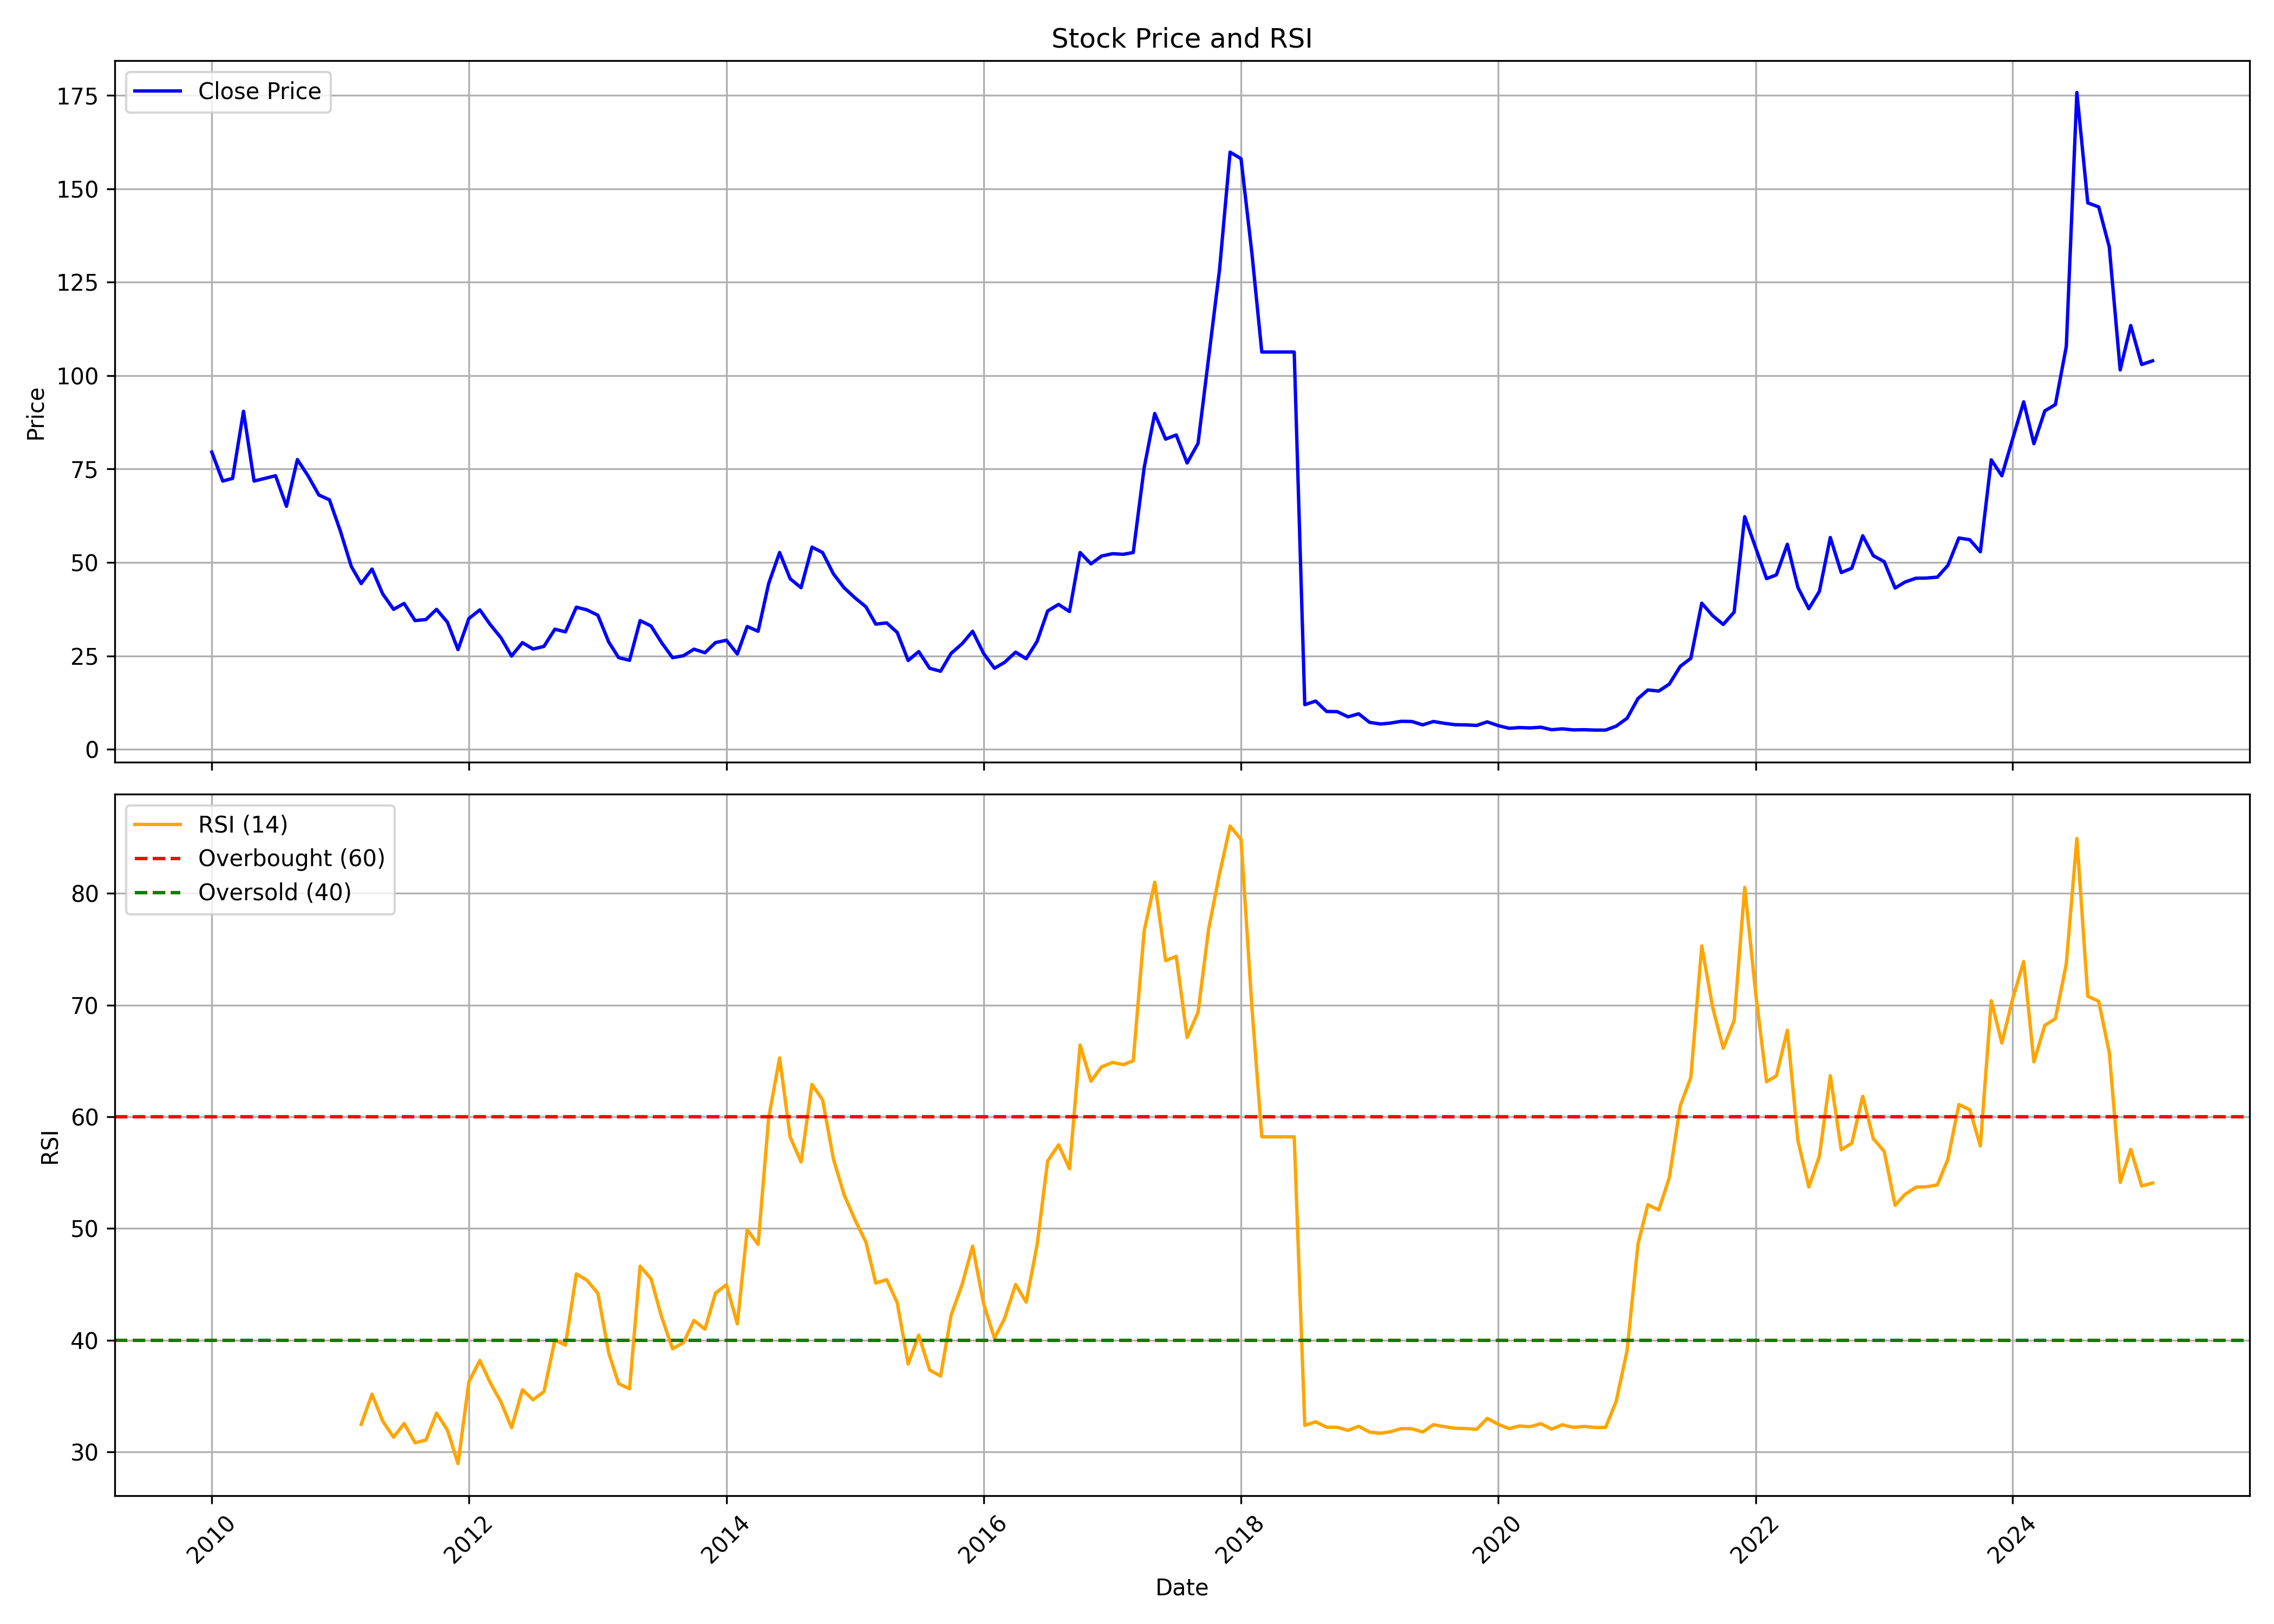 Stock Price and RSI
Close Price
175
150
125
100
75
50
25
0
Price
RSI (14)
Overbought (60)
Oversold (40)
80
70
60
50
40
30
RSI
2010 2012 2014 2016 2018 2020 2022 2024
Date